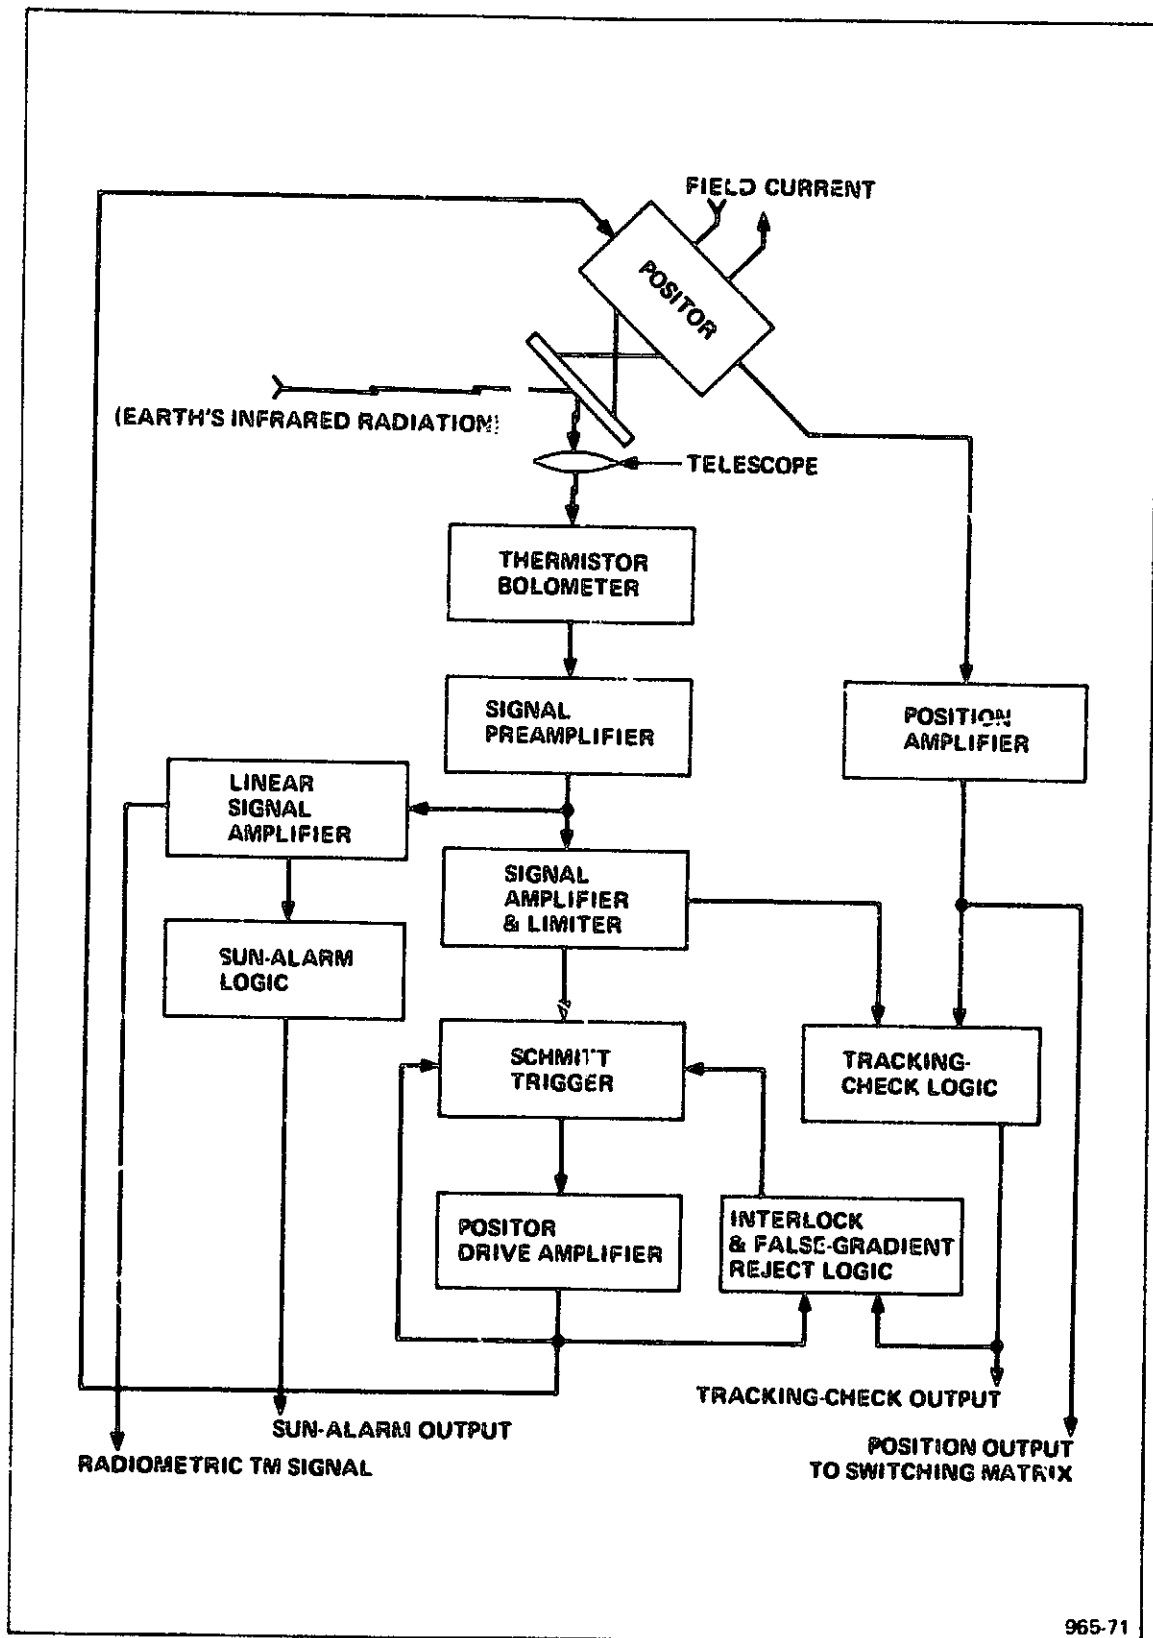 FIELD CURRENT
POSITOR
(EARTH'S INFRARED RADIATION)
TELESCOPE
THERMISTOR
BOLOMETER
SIGNAL
PREAMPLIFIER
POSITION
AMPLIFIER
LINEAR
SIGNAL
AMPLIFIER
SIGNAL
AMPLIFIER
& LIMITER
SUN-ALARM
LOGIC
SCHMITT
TRIGGER
TRACKING-
CHECK LOGIC
POSITOR
DRIVE AMPLIFIER
INTERLOCK
& FALSE-GRADIENT
REJECT LOGIC
TRACKING-CHECK OUTPUT
SUN-ALARM OUTPUT
POSITION OUTPUT
TO SWITCHING MATRIX
RADIOMETRIC TM SIGNAL
965-71